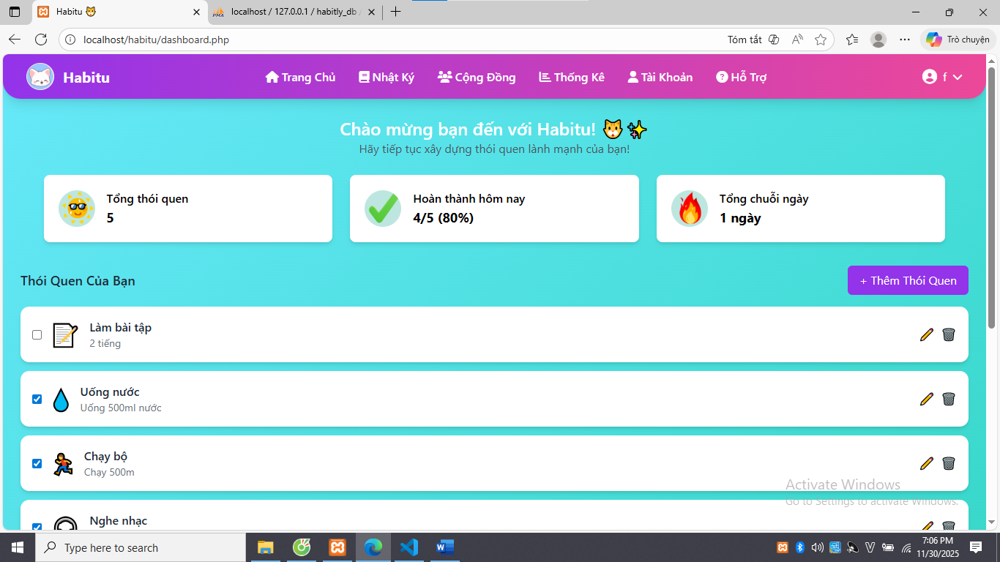 Habitu 🐯
localhost / 127.0.0.1 / habitly_db /
localhost/habitu/dashboard.php
Tóm tắt
Trò chuyện
Habitu
Trang Chủ
Nhật Ký
Cộng Đồng
Thống Kê
Tài Khoản
Hỗ Trợ
f
Chào mừng bạn đến với Habitu! 🐯✨
Hãy tiếp tục xây dựng thói quen lành mạnh của bạn!
Tổng thói quen
5
Hoàn thành hôm nay
4/5 (80%)
Tổng chuỗi ngày
1 ngày
Thói Quen Của Bạn
+ Thêm Thói Quen
Làm bài tập
2 tiếng
Uống nước
Uống 500ml nước
Chạy bộ
Chạy 500m
Nghe nhạc
Activate Windows
Go to Settings to activate Windows.
Type here to search
7:06 PM
11/30/2025